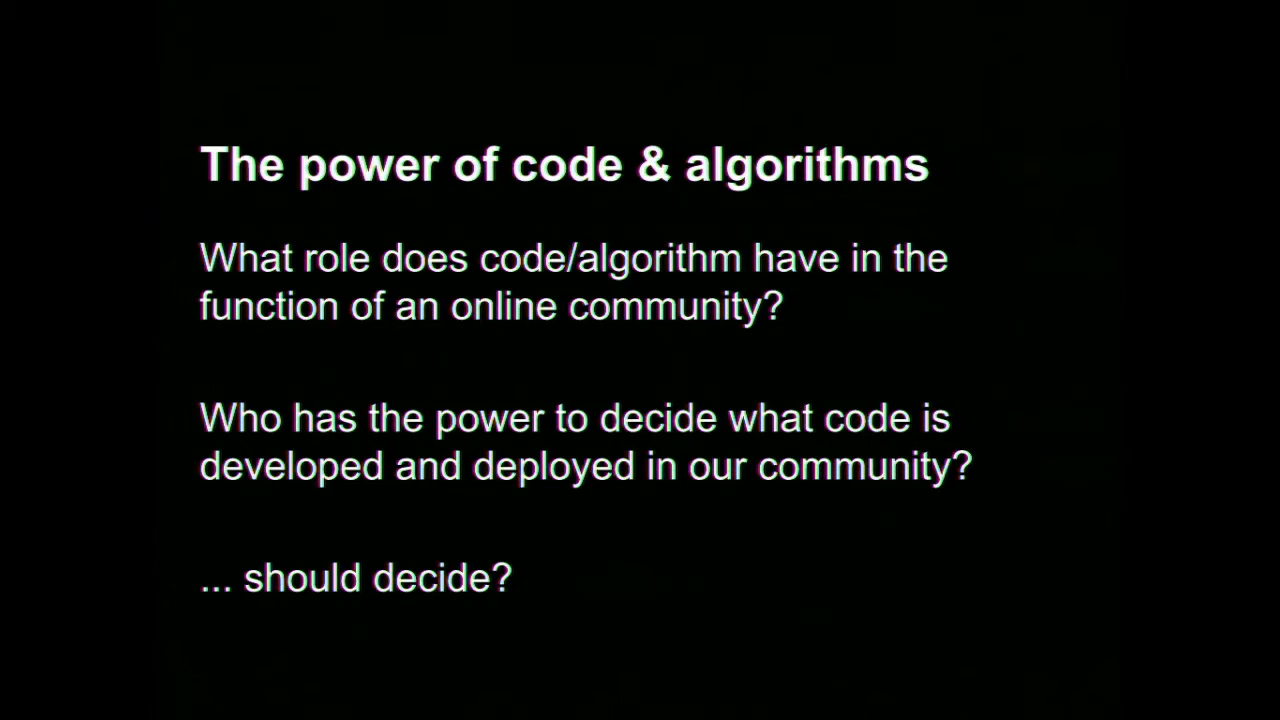 The power of code & algorithms
What role does code/algorithm have in the
function of an online community?
Who has the power to decide what code is
developed and deployed in our community?
... should decide?